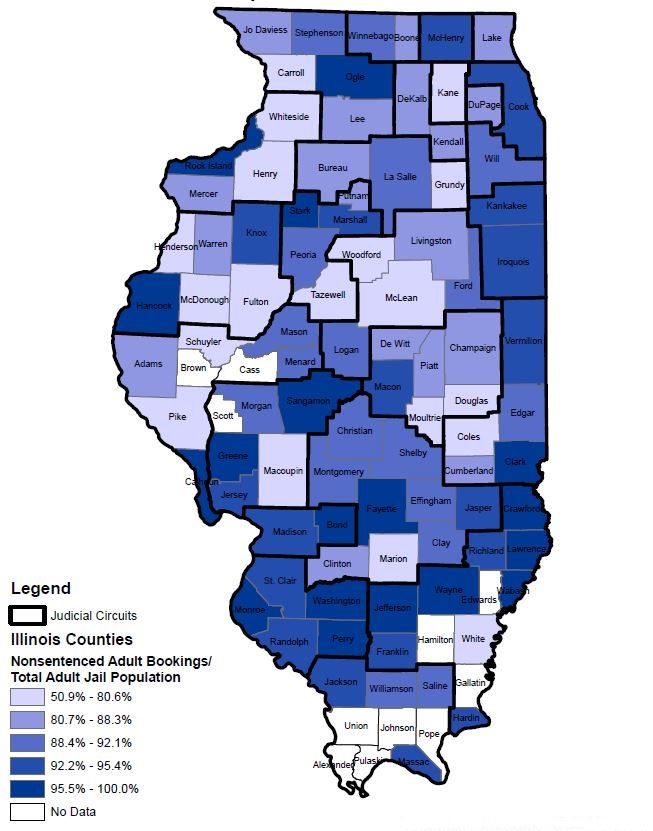 Jo Daviess
Stephenson
Winnebago
Boone
McHenry
Lake
Carroll
Ogle
DeKalb
Kane
DuPage
Cook
Whiteside
Lee
Kendall
Will
Rock Island
Henry
Bureau
La Salle
Grundy
Mercer
Putnam
Kankakee
Stark
Marshall
Henderson
Warren
Knox
Peoria
Woodford
Livingston
Iroquois
Ford
Hancock
McDonough
Fulton
Tazewell
McLean
Schuyler
Mason
Logan
De Witt
Champaign
Vermilion
Adams
Brown
Cass
Menard
Piatt
Macon
Pike
Scott
Morgan
Sangamon
Moultrie
Douglas
Edgar
Christian
Coles
Greene
Macoupin
Shelby
Clark
Montgomery
Cumberland
Calhoun
Jersey
Fayette
Effingham
Jasper
Crawford
Madison
Bond
Clay
Richland
Lawrence
Clinton
Marion
St. Clair
Wayne
Edwards
Wabash
Monroe
Washington
Jefferson
Randolph
Perry
Hamilton
White
Franklin
Jackson
Williamson
Saline
Gallatin
Union
Johnson
Pope
Hardin
Alexander
Pulaski
Massac
Legend
Judicial Circuits
Illinois Counties
Nonsentenced Adult Bookings/
Total Adult Jail Population
50.9% - 80.6%
80.7% - 88.3%
88.4% - 92.1%
92.2% - 95.4%
95.5% - 100.0%
No Data